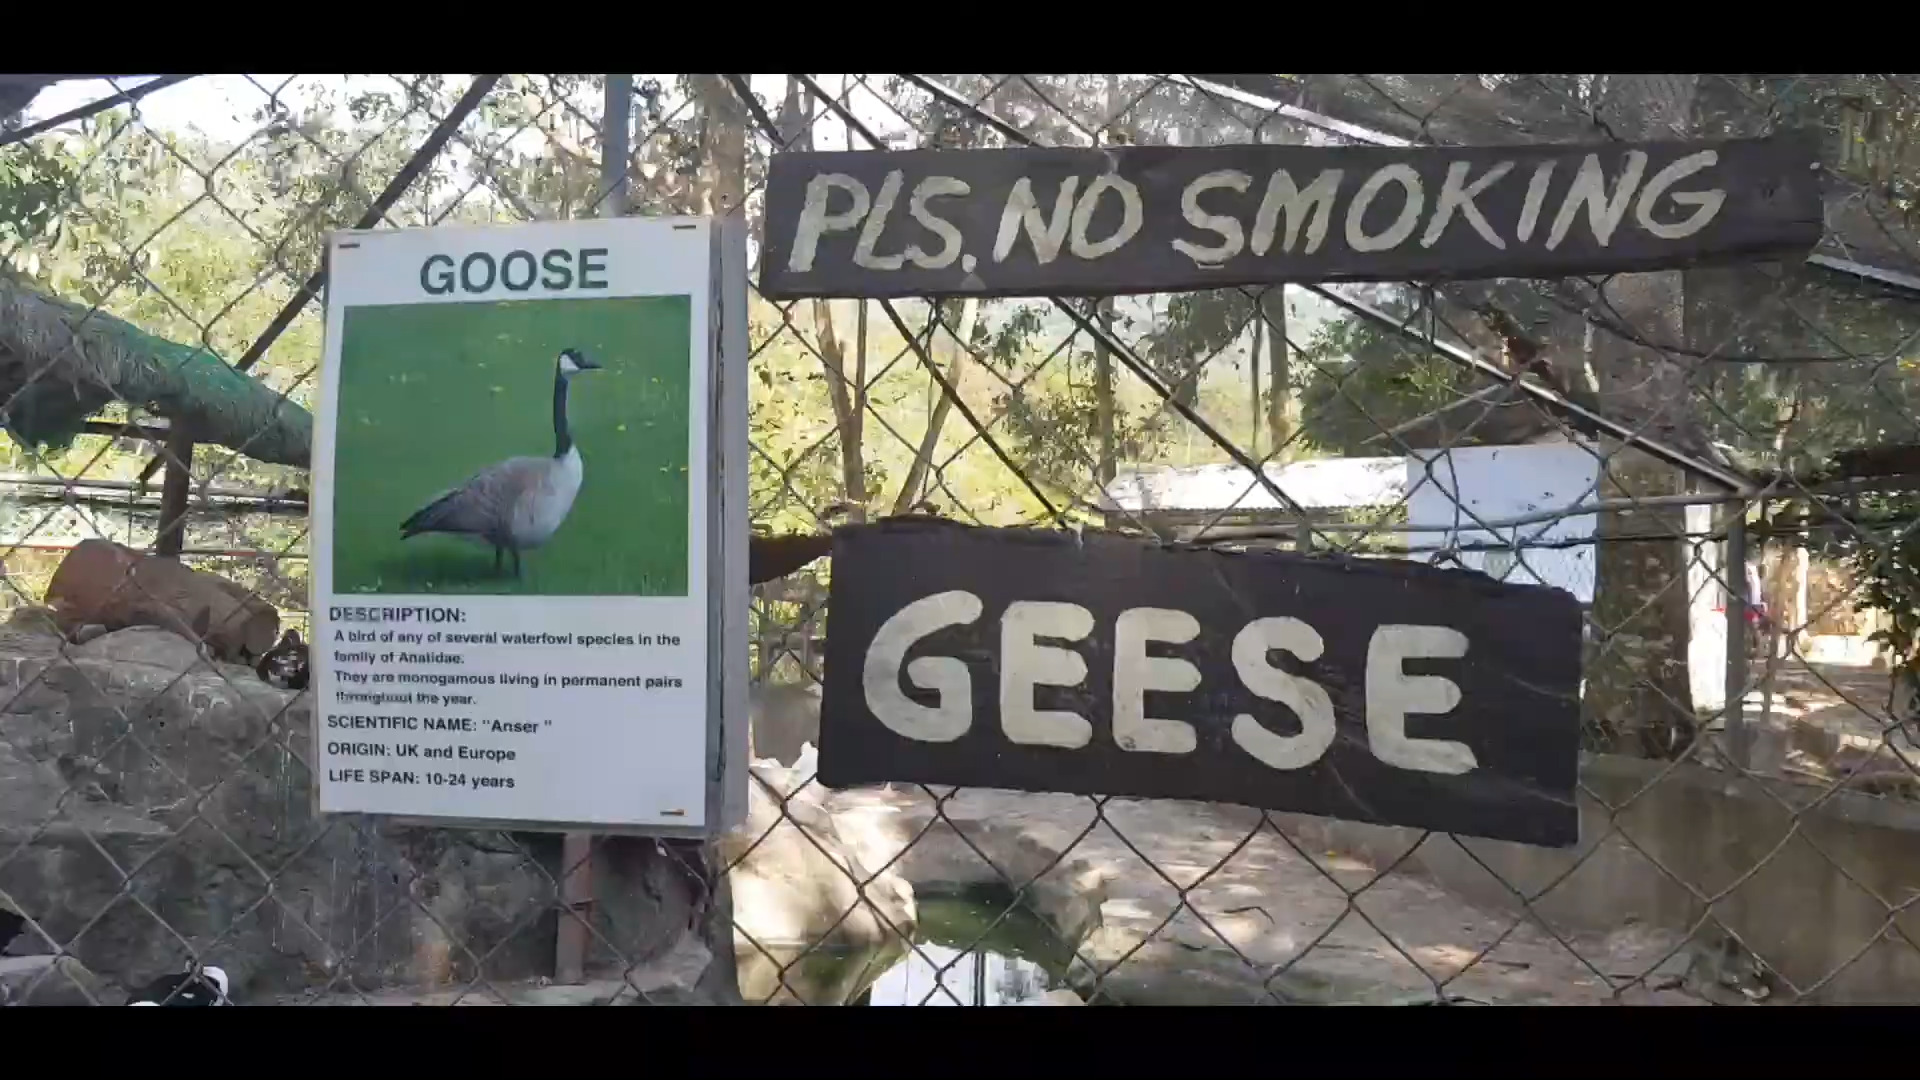 GOOSE
DESCRIPTION:
A bird of any of several waterfowl species in the
family of Anatidae.
They are monogamous living in permanent pairs
throughout the year.
SCIENTIFIC NAME: "Anser "
ORIGIN: UK and Europe
LIFE SPAN: 10-24 years
PLS. NO SMOKING
GEESE